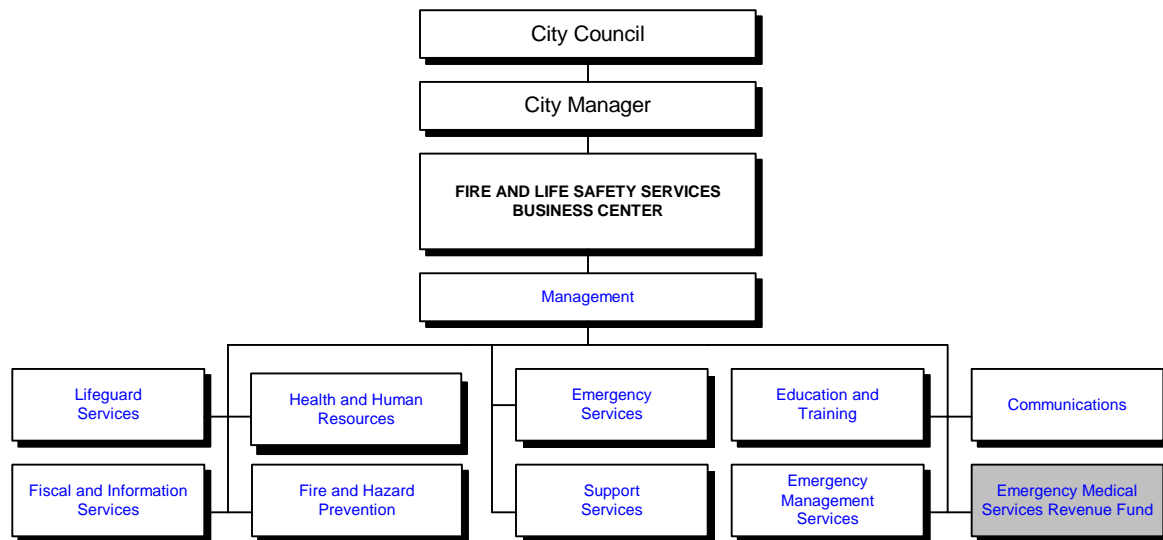 City Council
City Manager
FIRE AND LIFE SAFETY SERVICES
BUSINESS CENTER
Management
Lifeguard
Services
Health and Human
Resources
Emergency
Services
Education and
Training
Communications
Fiscal and Information
Services
Fire and Hazard
Prevention
Support
Services
Emergency
Management
Services
Emergency Medical
Services Revenue Fund